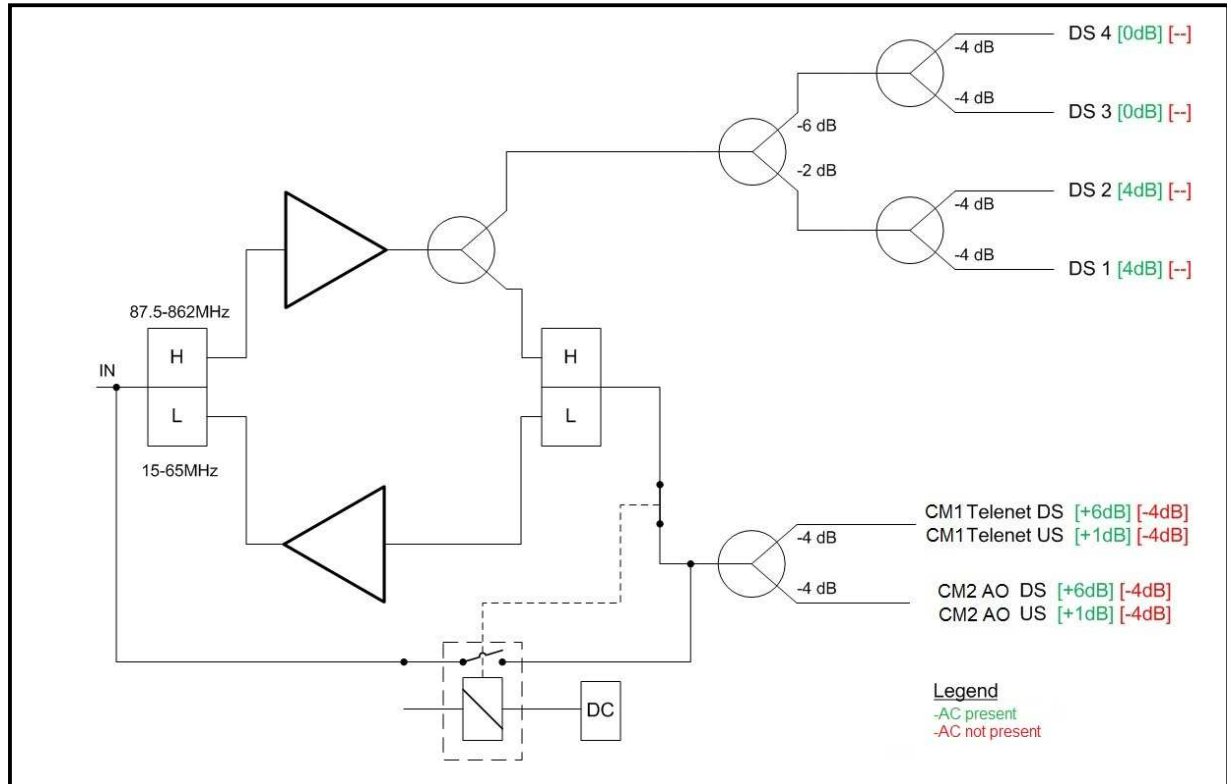 DS 4 [0dB] [--]
-4 dB
-4 dB
DS 3 [0dB] [--]
-6 dB
-2 dB
DS 2 [4dB] [--]
-4 dB
-4 dB
DS 1 [4dB] [--]
87.5-862MHz
H
H
IN
L
L
15-65MHz
CM1 Telenet DS [+6dB] [-4dB]
CM1 Telenet US [+1dB] [-4dB]
-4 dB
-4 dB
CM2 AO DS [+6dB] [-4dB]
CM2 AO US [+1dB] [-4dB]
DC
Legend
-AC present
-AC not present